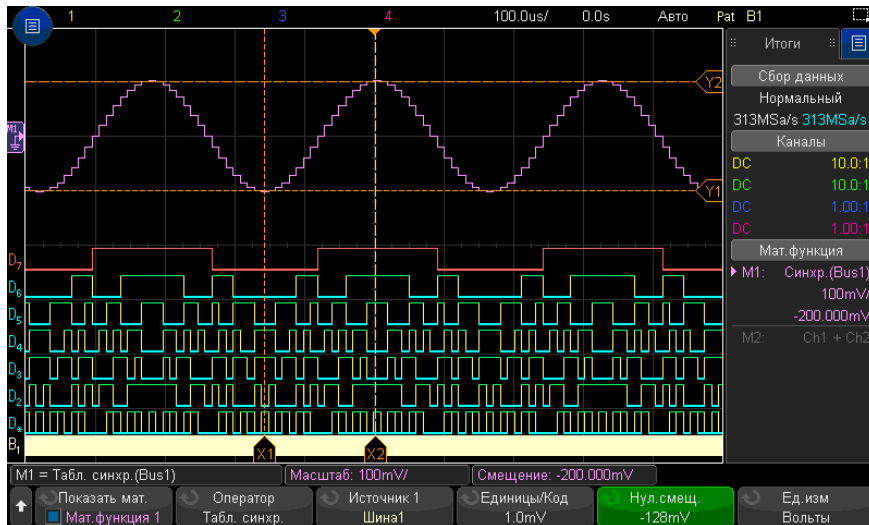 1 2 3 4 100.0us/ 0.0s Авто Pat B1
Итоги
Сбор данных
Нормальный
313MSa/s 313MSa/s
Каналы
DC 10.0:1
DC 10.0:1
DC 1.00:1
DC 1.00:1
Мат.функция
M1: Синхр.(Bus1)
100mV/
-200.000mV
M2: Ch1 + Ch2
M1
Y2
Y1
D7
D6
D5
D4
D3
D2
D*
B1
X1 X2
M1 = Табл. синхр.(Bus1) Масштаб: 100mV/ Смещение: -200.000mV
Показать мат. Оператор Источник 1 Единицы/Код Нул.смещ. Ед.изм
Мат.функция 1 Табл. синхр. Шина1 1.0mV -128mV Вольты